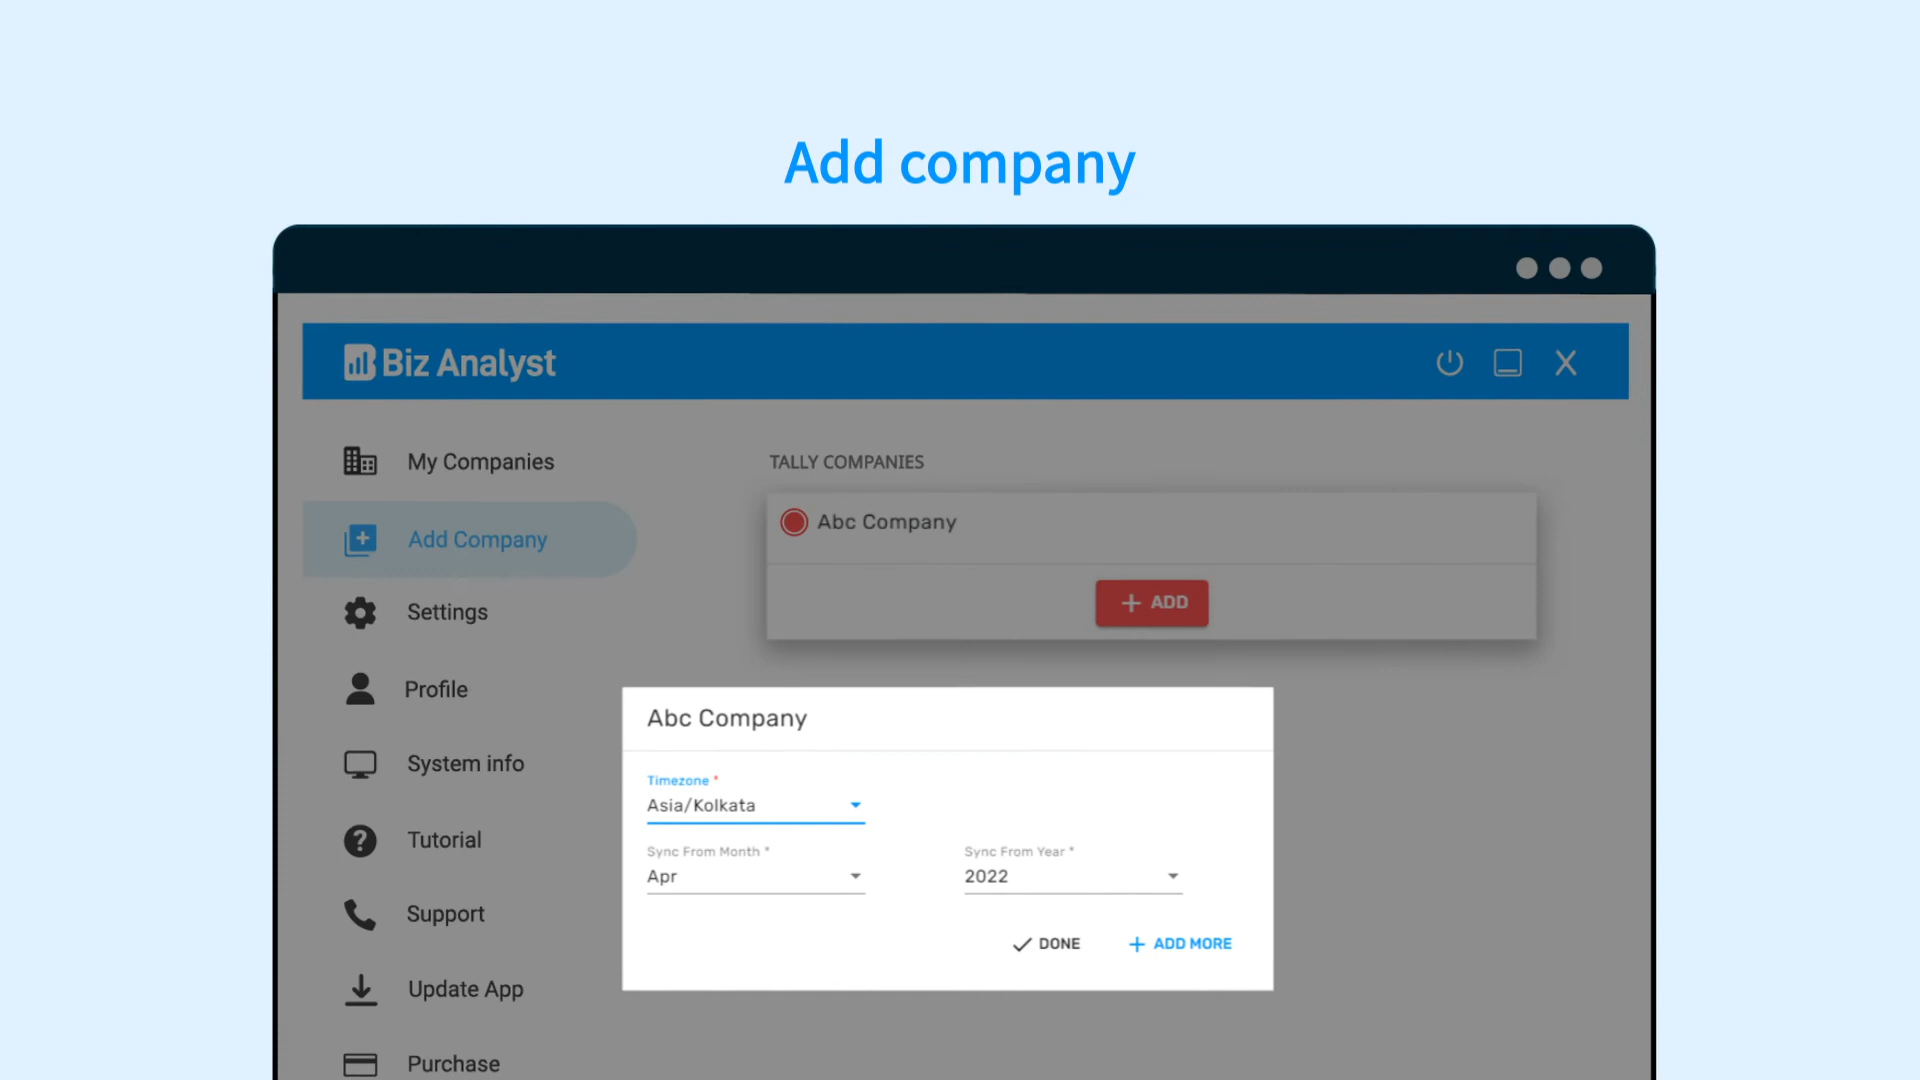 Add company
Biz Analyst
My Companies
TALLY COMPANIES
Abc Company
Add Company
+ ADD
Settings
Profile
Abc Company
System info
Timezone *
Asia/Kolkata
Tutorial
Sync From Month *
Sync From Year *
Apr
2022
Support
DONE
+ ADD MORE
Update App
Purchase